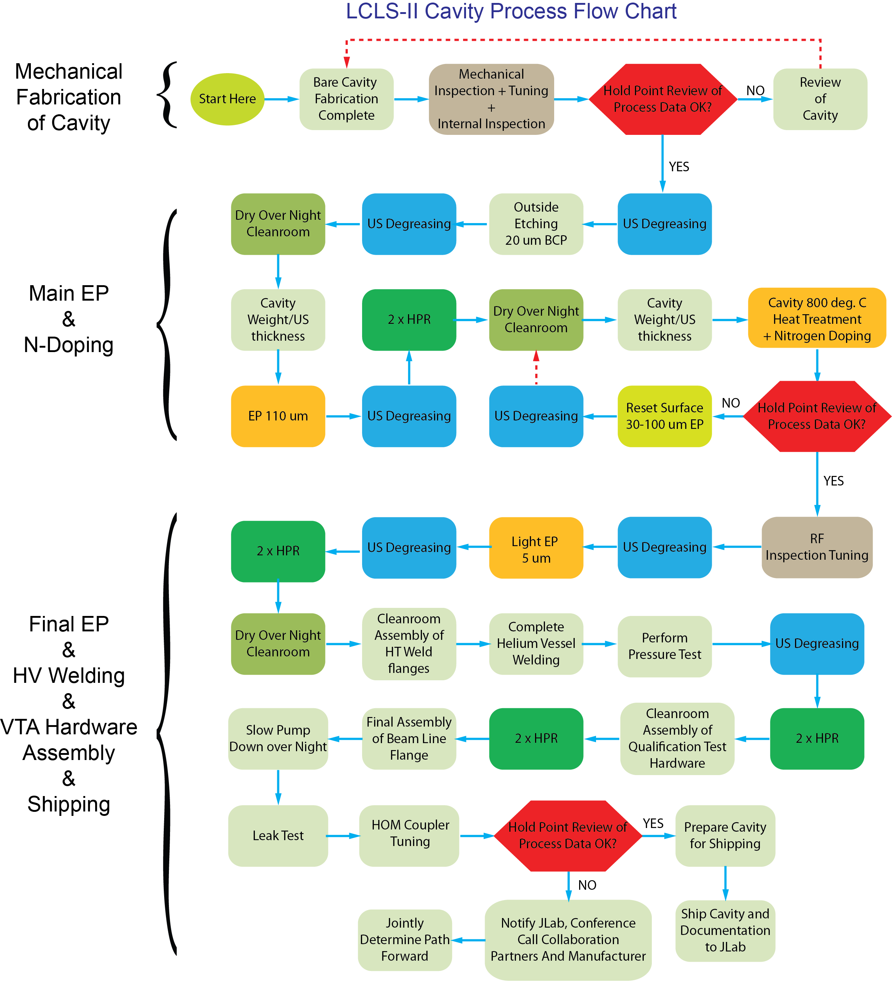 LCLS-II Cavity Process Flow Chart
Mechanical
Fabrication
of Cavity
Start Here
Bare Cavity
Fabrication
Complete
Mechanical
Inspection + Tuning
+
Internal Inspection
Hold Point Review of
Process Data OK?
NO
Review
of
Cavity
YES
Main EP
&
N-Doping
Dry Over Night
Cleanroom
US Degreasing
Outside
Etching
20 um BCP
US Degreasing
Cavity
Weight/US
thickness
2 x HPR
Dry Over Night
Cleanroom
Cavity
Weight/US
thickness
Cavity 800 deg. C
Heat Treatment
+ Nitrogen Doping
EP 110 um
US Degreasing
US Degreasing
Reset Surface
30-100 um EP
NO
Hold Point Review of
Process Data OK?
YES
Final EP
&
HV Welding
&
VTA Hardware
Assembly
&
Shipping
2 x HPR
US Degreasing
Light EP
5 um
US Degreasing
RF
Inspection Tuning
Dry Over Night
Cleanroom
Cleanroom
Assembly of
HT Weld
flanges
Complete
Helium Vessel
Welding
Perform
Pressure Test
US Degreasing
Slow Pump
Down over Night
Final Assembly
of Beam Line
Flange
2 x HPR
Cleanroom
Assembly of
Qualification Test
Hardware
2 x HPR
Leak Test
HOM Coupler
Tuning
Hold Point Review of
Process Data OK?
YES
Prepare Cavity
for Shipping
NO
Jointly
Determine Path
Forward
Notify JLab, Conference
Call Collaboration
Partners And Manufacturer
Ship Cavity and
Documentation
to JLab